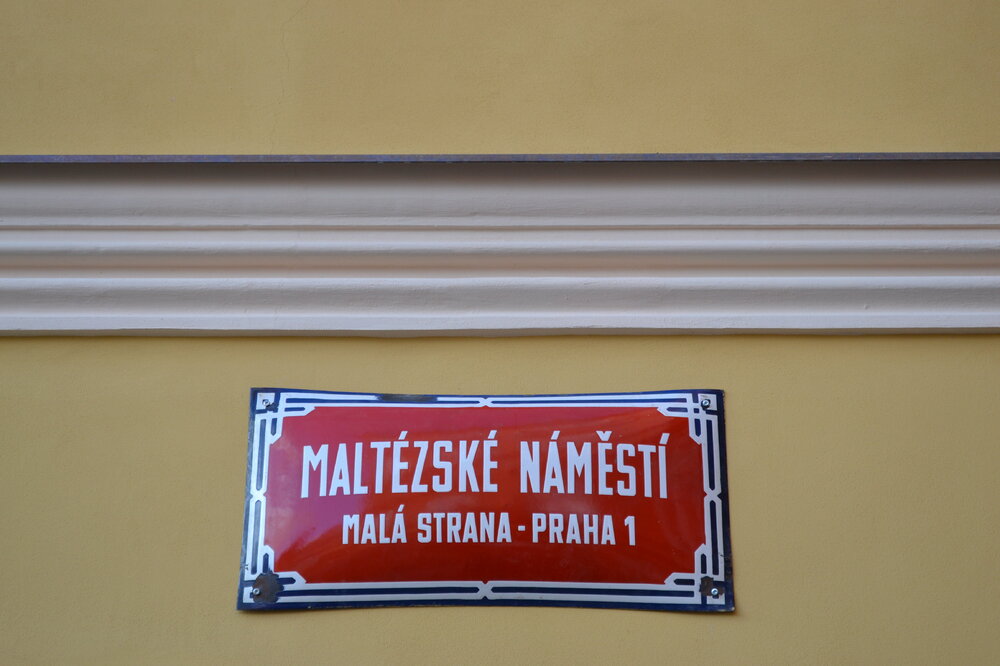 MALTÉZSKÉ NÁMĚSTÍ
MALÁ STRANA - PRAHA 1